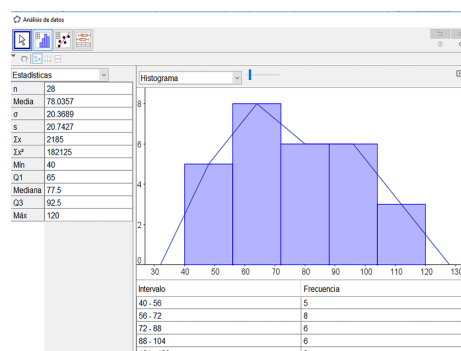 Análisis de datos
Estadísticas
n 28
Media 78.0357
σ 20.3689
s 20.7427
Σx 2185
Σx² 182125
Mín 40
Q1 65
Mediana 77.5
Q3 92.5
Máx 120
Histograma
8
6
4
2
0
30 40 50 60 70 80 90 100 110 120 130
Intervalo Frecuencia
40 - 56 5
56 - 72 8
72 - 88 6
88 - 104 6